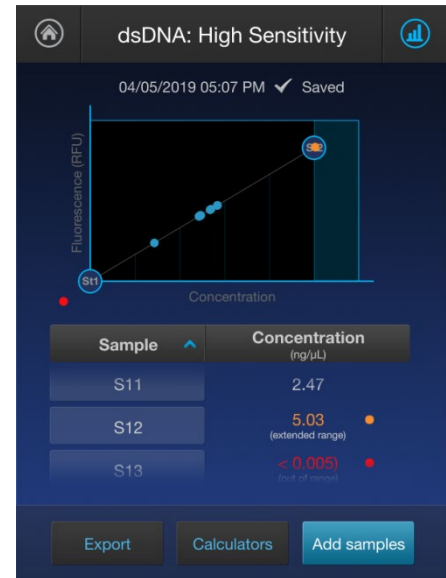 dsDNA: High Sensitivity
04/05/2019 05:07 PM ✓ Saved
Fluorescence (RFU)
St2
St1
Concentration
Sample Concentration
(ng/µL)
S11 2.47
S12 5.03
(extended range)
S13 < 0.005)
(out of range)
Export Calculators Add samples